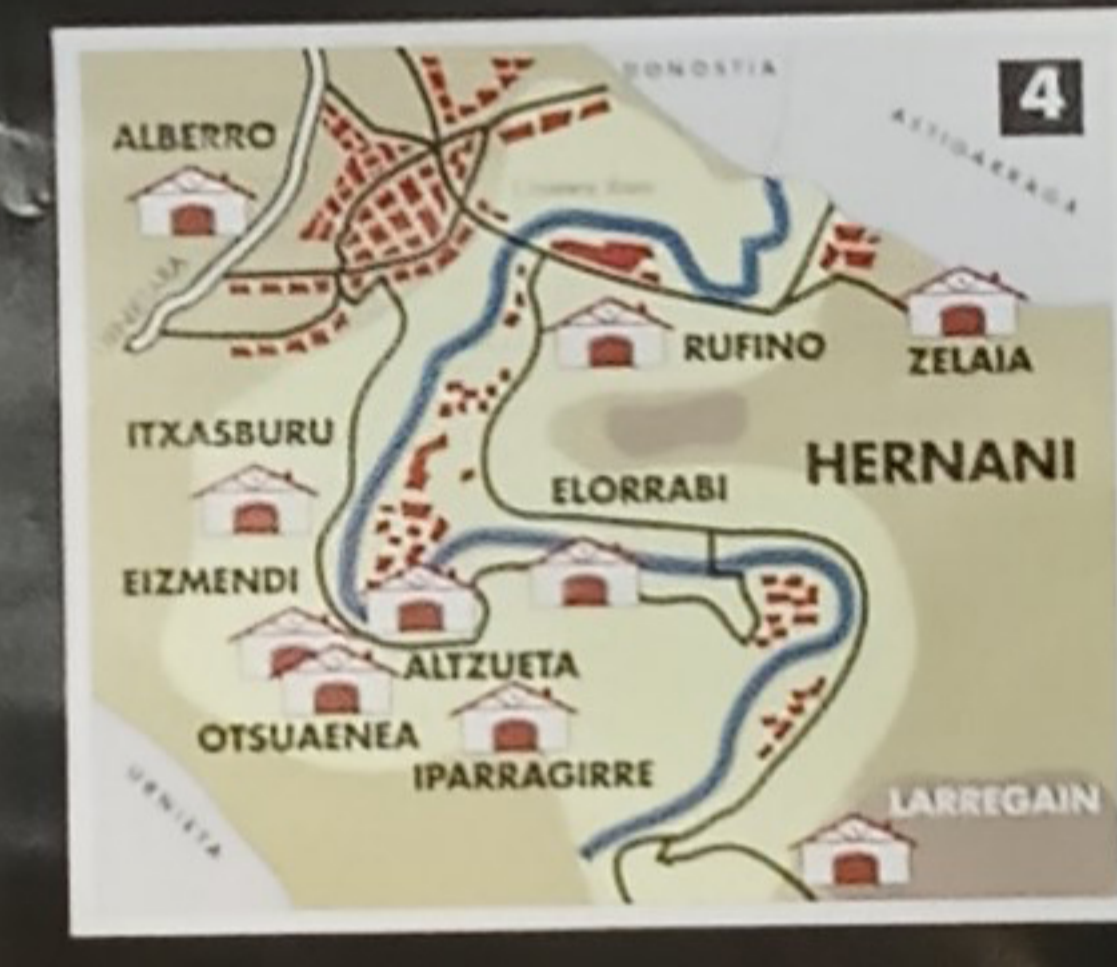 DONOSTIA
4
ASTIGARRAGA
ALBERRO
RUFINO
ZELAIA
ITXASBURU
HERNANI
ELORRABI
EIZMENDI
ALTZUETA
OTSUAENEA
IPARRAGIRRE
URNIETA
LARREGAIN